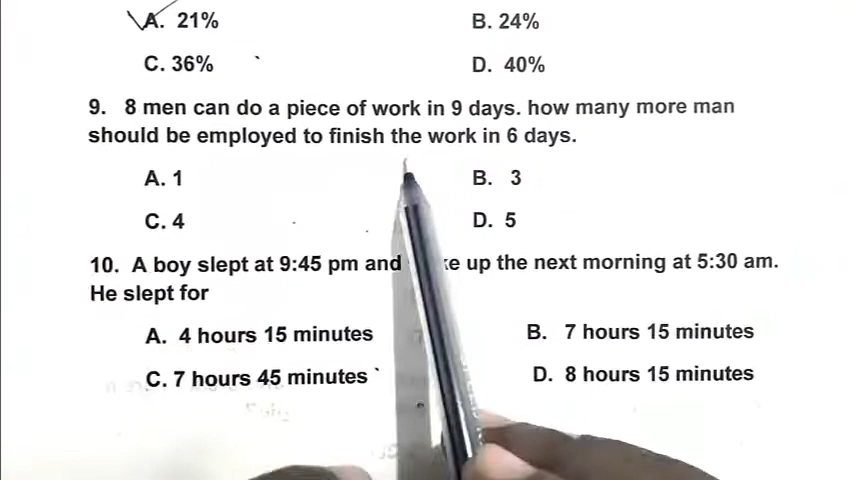 A. 21% B. 24%
C. 36% D. 40%
9. 8 men can do a piece of work in 9 days. how many more man
should be employed to finish the work in 6 days.
A. 1 B. 3
C. 4 D. 5
10. A boy slept at 9:45 pm and up the next morning at 5:30 am.
He slept for
A. 4 hours 15 minutes B. 7 hours 15 minutes
C. 7 hours 45 minutes D. 8 hours 15 minutes